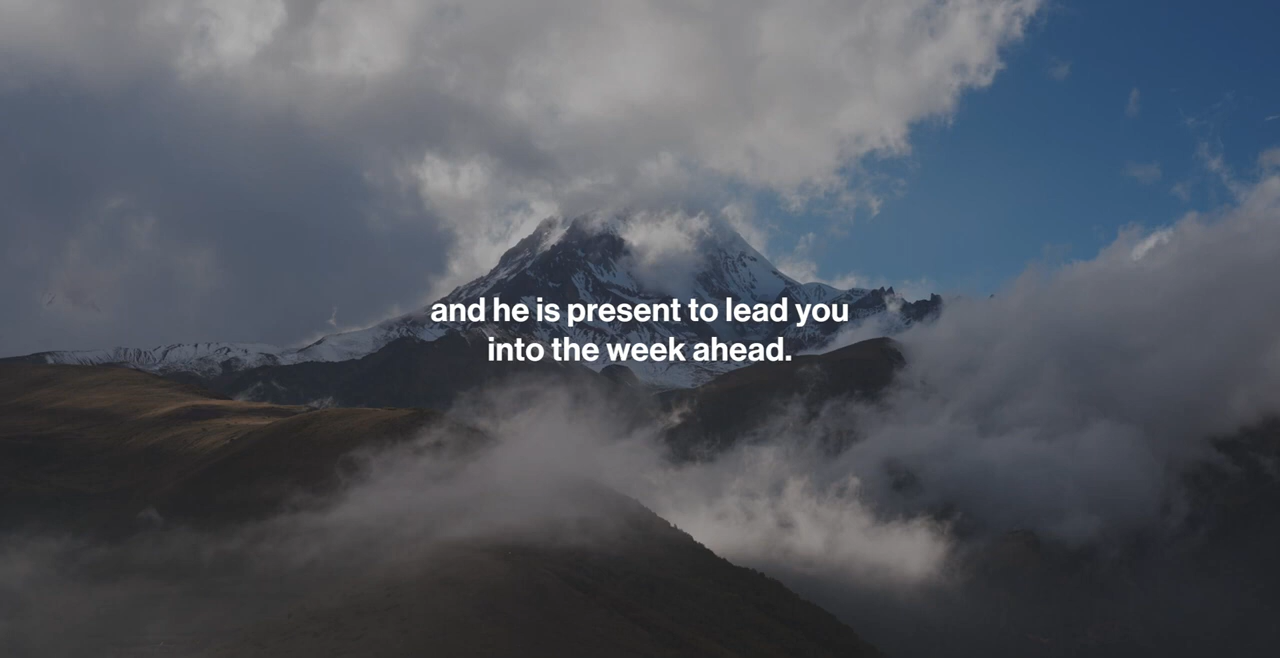 and he is present to lead you
into the week ahead.